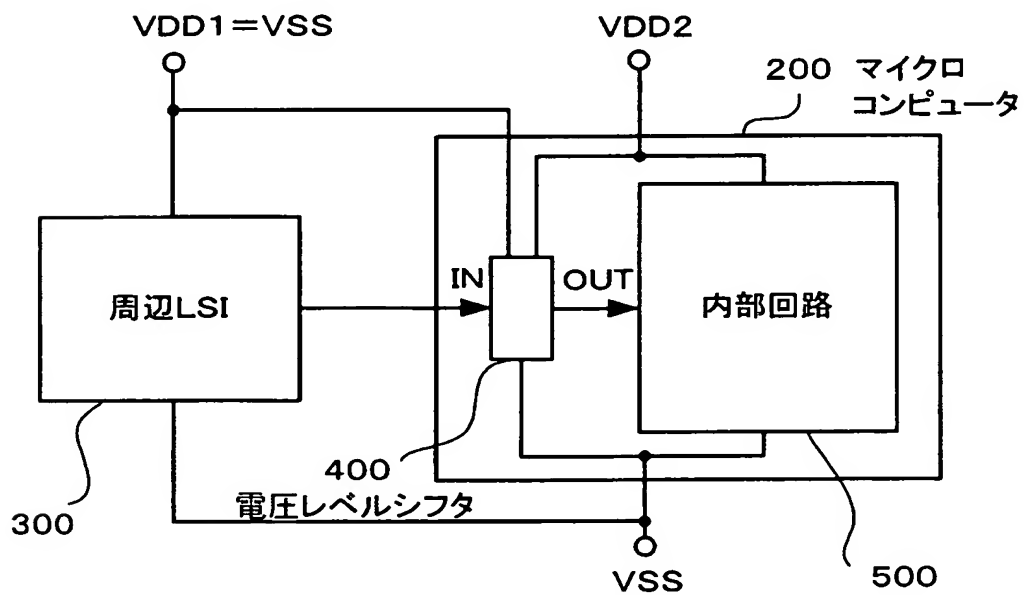 VDD1=VSS
VDD2
200 マイクロ
コンピュータ
IN
OUT
周辺LSI
内部回路
400
電圧レベルシフタ
300
VSS
500